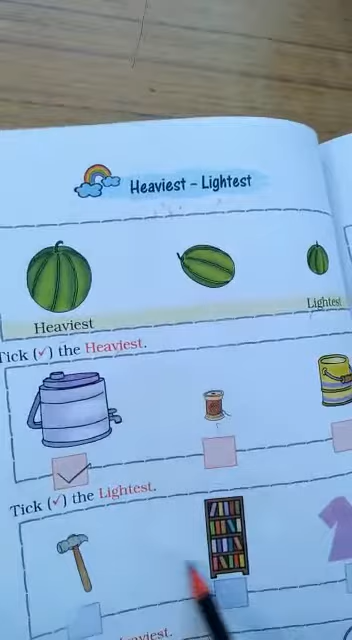 Heaviest - Lightest
Heaviest
Lightest
Tick (✓) the Heaviest.
Tick (✓) the Lightest.